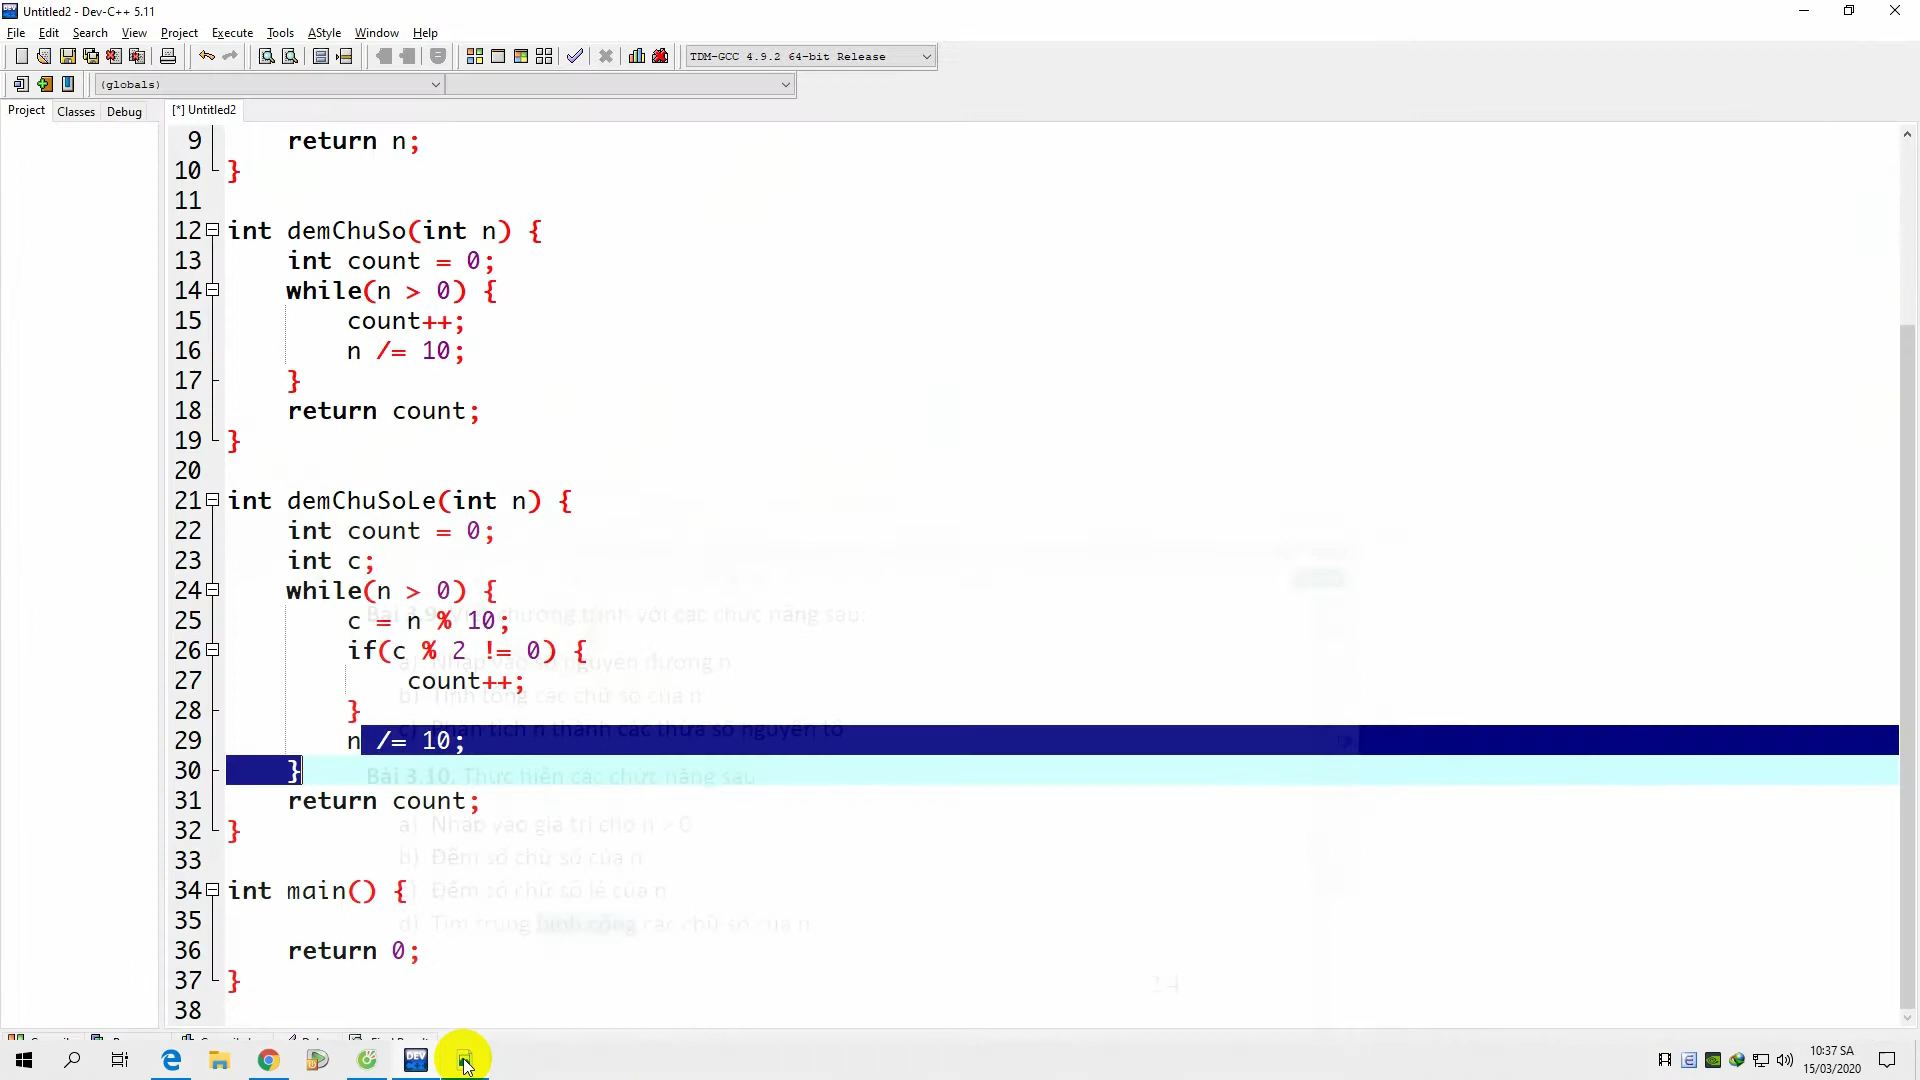 Untitled2 - Dev-C++ 5.11
File Edit Search View Project Execute Tools AStyle Window Help
TDM-GCC 4.9.2 64-bit Release
(globals)
Project Classes Debug [*] Untitled2
9 return n;
10 }
11
12 int demChuSo(int n) {
13 int count = 0;
14 while(n > 0) {
15 count++;
16 n /= 10;
17 }
18 return count;
19 }
20
21 int demChuSoLe(int n) {
22 int count = 0;
23 int c;
24 while(n > 0) {
Bài 3.9. Viết chương trình với các chức năng sau:
25 c = n % 10;
26 if(c % 2 != 0) {
a) Nhập vào số nguyên dương n
27 count++;
b) Tính tổng các chữ số của n
28 }
c) Phân tích n thành các thừa số nguyên tố
29 n /= 10;
30 }
Bài 3.10. Thực hiện các chức năng sau
31 return count;
a) Nhập vào giá trị cho n > 0
32 }
b) Đếm số chữ số của n
33
34 int main() {
c) Đếm số chữ số lẻ của n
35
d) Tìm trung bình cộng các chữ số của n
36 return 0;
37 }
38
10:37 SA
15/03/2020